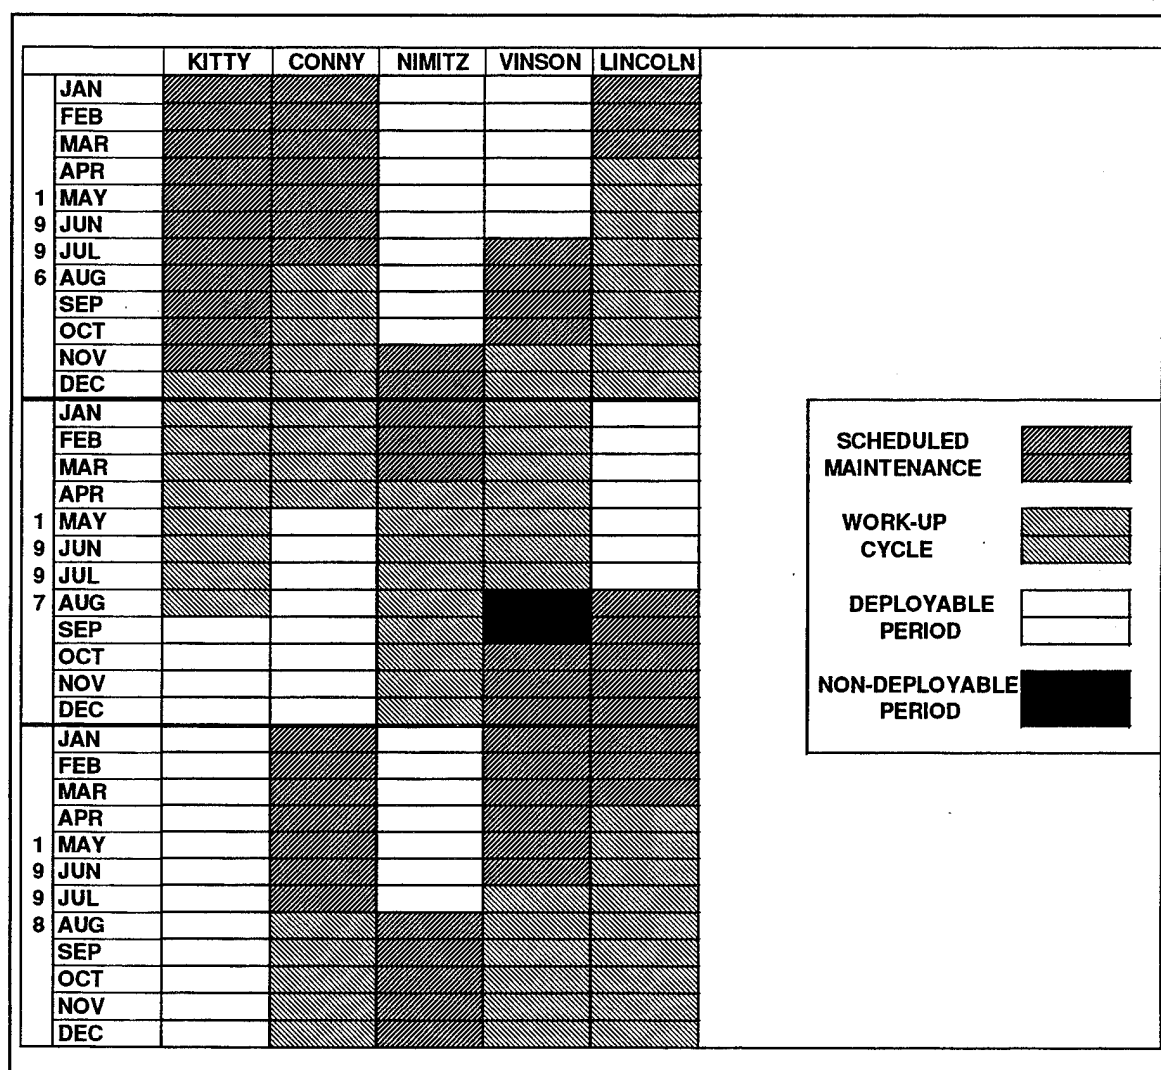 KITTY CONNY NIMITZ VINSON LINCOLN
JAN
FEB
MAR
APR
1 MAY
9 JUN
9 JUL
6 AUG
SEP
OCT
NOV
DEC
JAN
FEB
MAR
APR
1 MAY
9 JUN
9 JUL
7 AUG
SEP
OCT
NOV
DEC
JAN
FEB
MAR
APR
1 MAY
9 JUN
9 JUL
8 AUG
SEP
OCT
NOV
DEC
SCHEDULED
MAINTENANCE
WORK-UP
CYCLE
DEPLOYABLE
PERIOD
NON-DEPLOYABLE
PERIOD